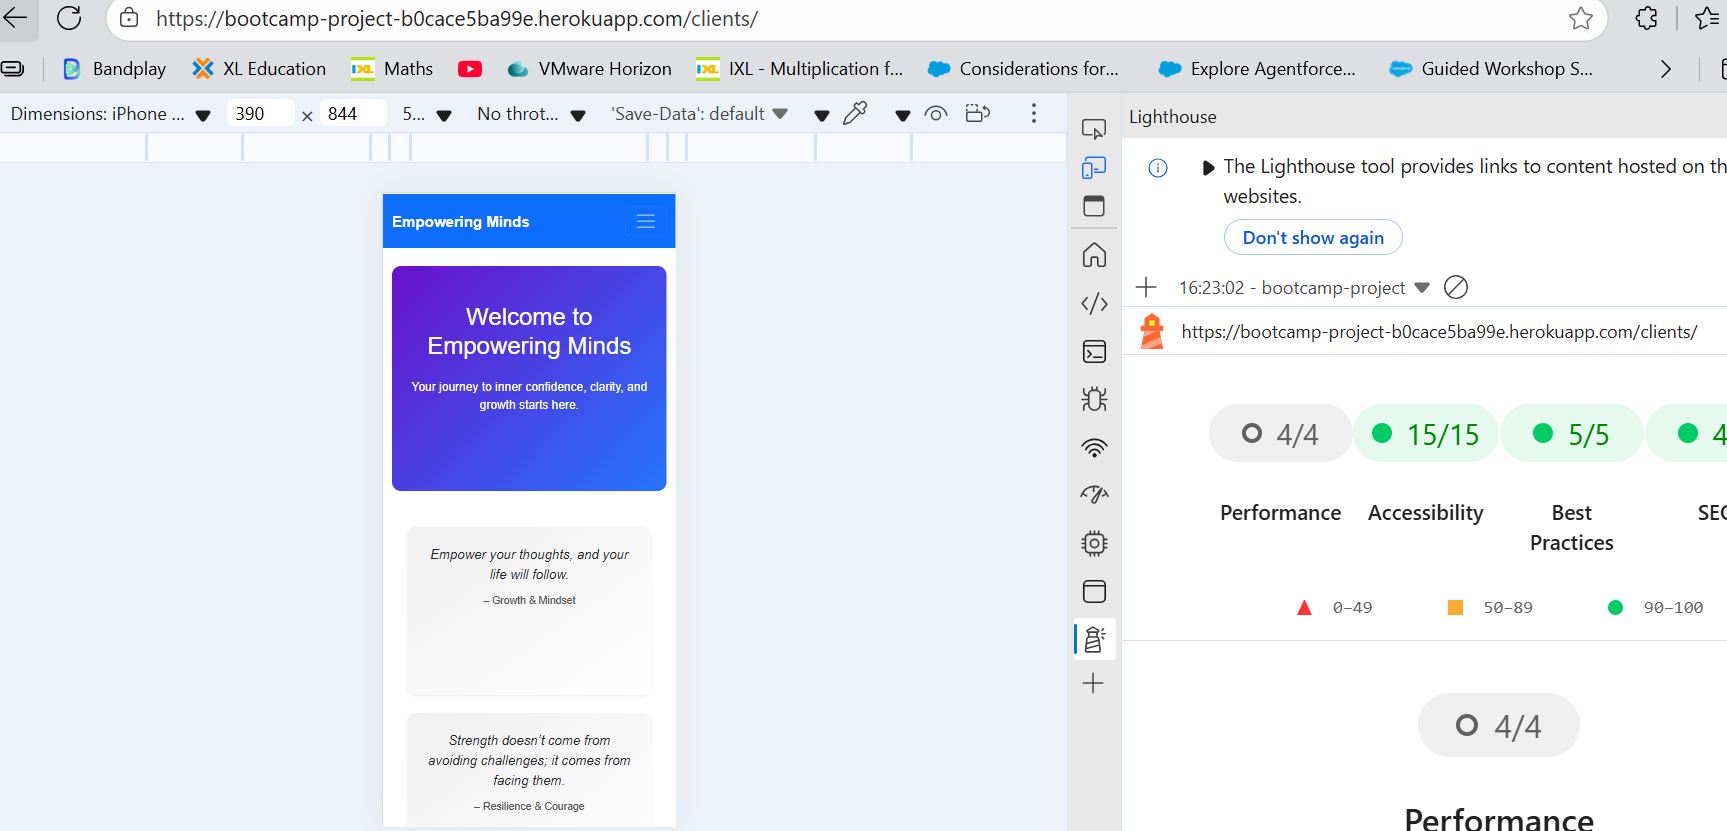 https://bootcamp-project-b0cace5ba99e.herokuapp.com/clients/
Bandplay XL Education Maths VMware Horizon IXL - Multiplication f... Considerations for... Explore Agentforce... Guided Workshop S...
Dimensions: iPhone ... 390 × 844 5... No throt... 'Save-Data': default
Lighthouse
The Lighthouse tool provides links to content hosted on th
websites.
Don't show again
16:23:02 - bootcamp-project
https://bootcamp-project-b0cace5ba99e.herokuapp.com/clients/
4/4 15/15 5/5 4
Performance Accessibility Best Practices SEC
0–49 50–89 90–100
4/4
Performance
Empowering Minds
Welcome to
Empowering Minds
Your journey to inner confidence, clarity, and
growth starts here.
Empower your thoughts, and your
life will follow.
– Growth & Mindset
Strength doesn't come from
avoiding challenges; it comes from
facing them.
– Resilience & Courage